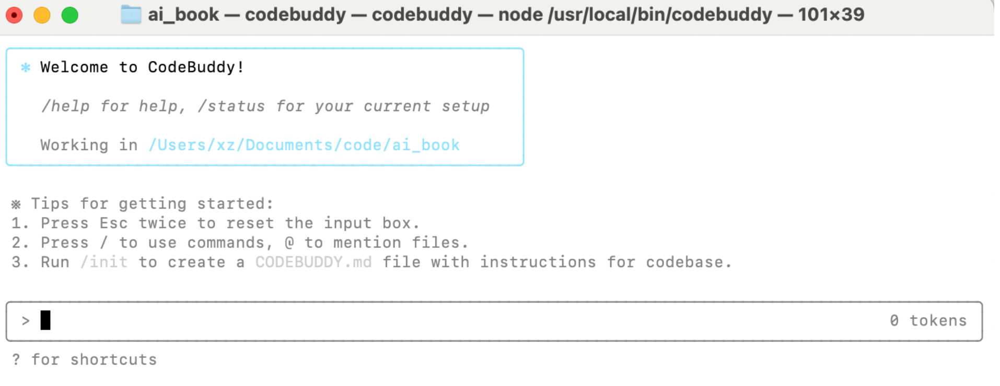 ai_book — codebuddy — codebuddy — node /usr/local/bin/codebuddy — 101×39
* Welcome to CodeBuddy!
/help for help, /status for your current setup
Working in /Users/xz/Documents/code/ai_book
※ Tips for getting started:
1. Press Esc twice to reset the input box.
2. Press / to use commands, @ to mention files.
3. Run /init to create a CODEBUDDY.md file with instructions for codebase.
> 0 tokens
? for shortcuts